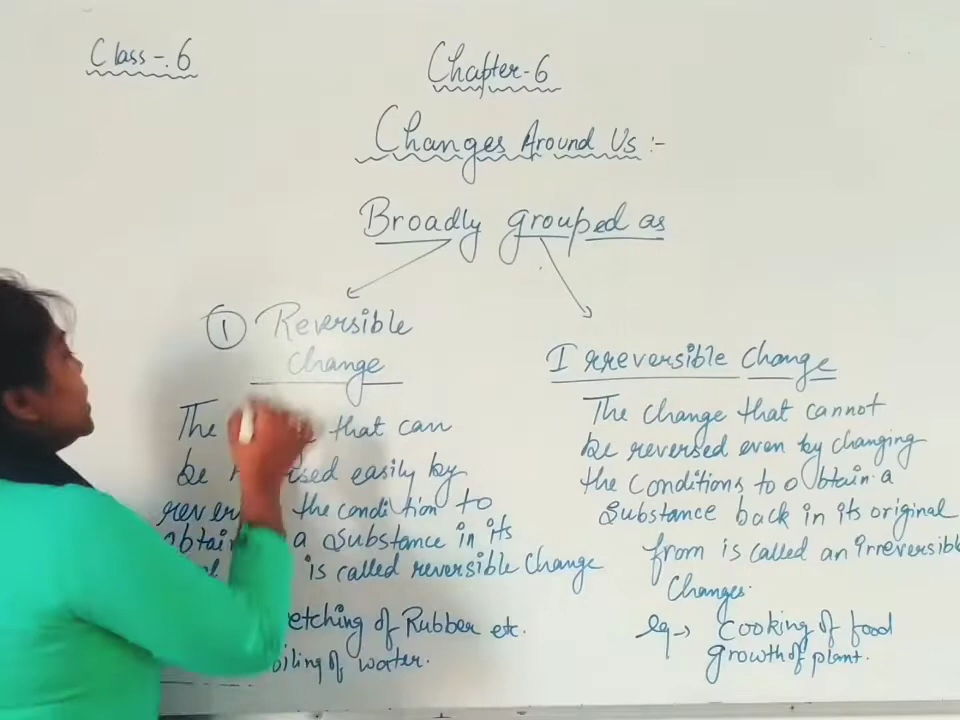 Class-6
Chapter-6
Changes Around Us :-
Broadly grouped as
① Reversible
Change
The that can
be easily by
the condition to
a substance in its
is called reversible Change
of Rubber etc.
of water.
Irreversible Change
The change that cannot
be reversed even by changing
the conditions to obtain a
Substance back in its original
from is called an irreversible
Changes.
eg→ Cooking of food
growth of plant.